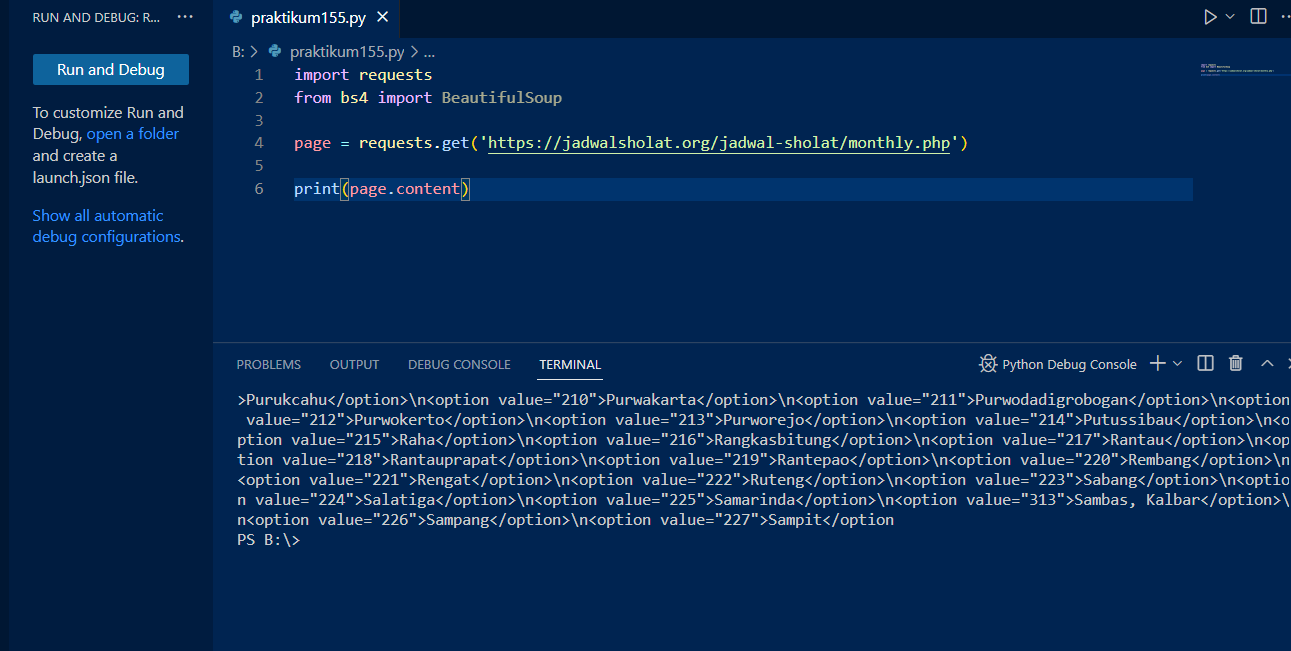 RUN AND DEBUG: R... ...
praktikum155.py
Run and Debug
B: > praktikum155.py > ...
To customize Run and
Debug, open a folder
and create a
launch.json file.
Show all automatic
debug configurations.
1 import requests
2 from bs4 import BeautifulSoup
3
4 page = requests.get('https://jadwalsholat.org/jadwal-sholat/monthly.php')
5
6 print(page.content)
PROBLEMS OUTPUT DEBUG CONSOLE TERMINAL Python Debug Console
>Purukcahu</option>\n<option value="210">Purwakarta</option>\n<option value="211">Purwodadigrobogan</option>\n<option
value="212">Purwokerto</option>\n<option value="213">Purworejo</option>\n<option value="214">Putussibau</option>\n<o
ption value="215">Raha</option>\n<option value="216">Rangkasbitung</option>\n<option value="217">Rantau</option>\n<op
tion value="218">Rantauprapat</option>\n<option value="219">Rantepao</option>\n<option value="220">Rembang</option>\n
<option value="221">Rengat</option>\n<option value="222">Ruteng</option>\n<option value="223">Sabang</option>\n<optio
n value="224">Salatiga</option>\n<option value="225">Samarinda</option>\n<option value="313">Sambas, Kalbar</option>\
n<option value="226">Sampang</option>\n<option value="227">Sampit</option
PS B:\>